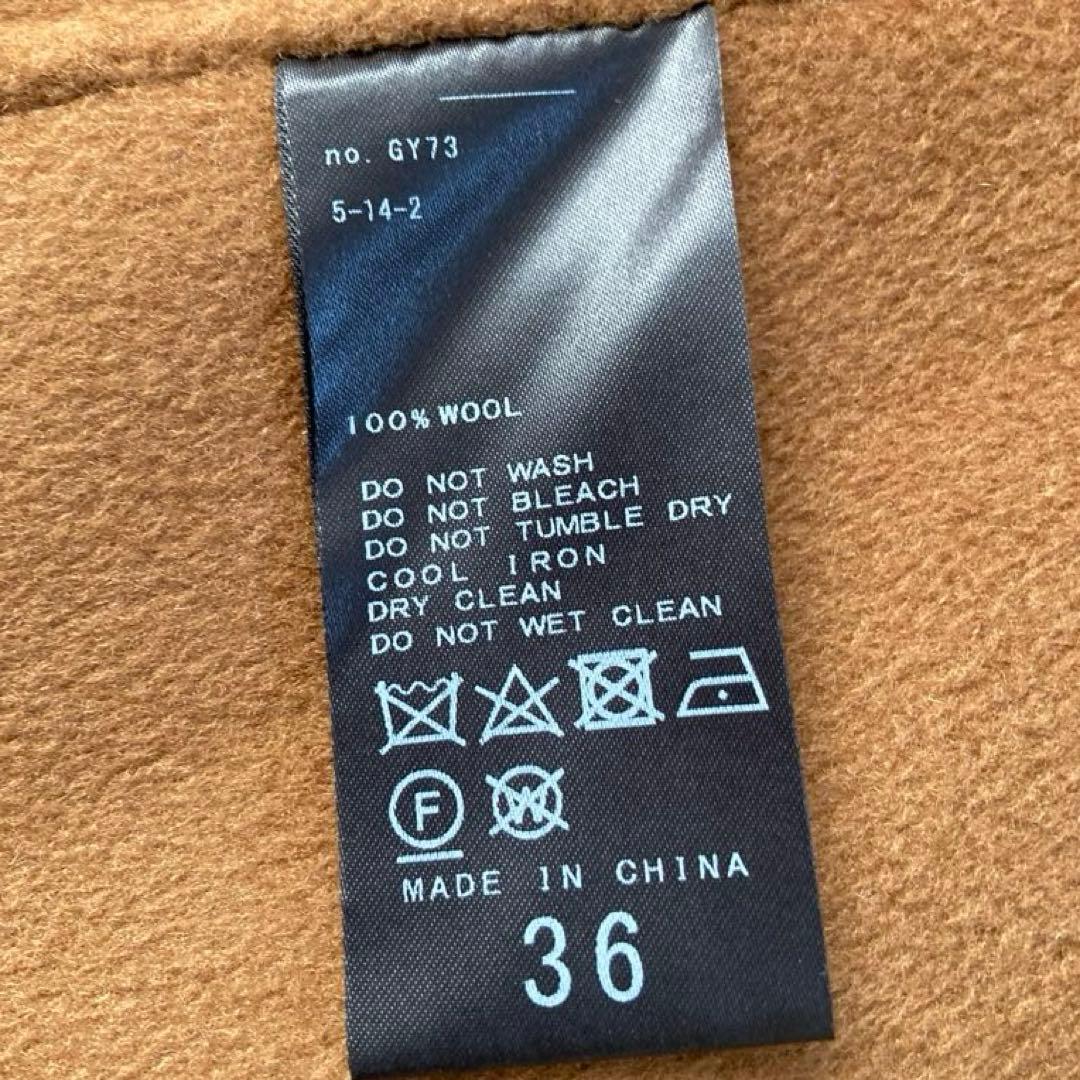 no. GY73
5-14-2
100% WOOL
DO NOT WASH
DO NOT BLEACH
DO NOT TUMBLE DRY
COOL IRON
DRY CLEAN
DO NOT WET CLEAN
F W
MADE IN CHINA
36